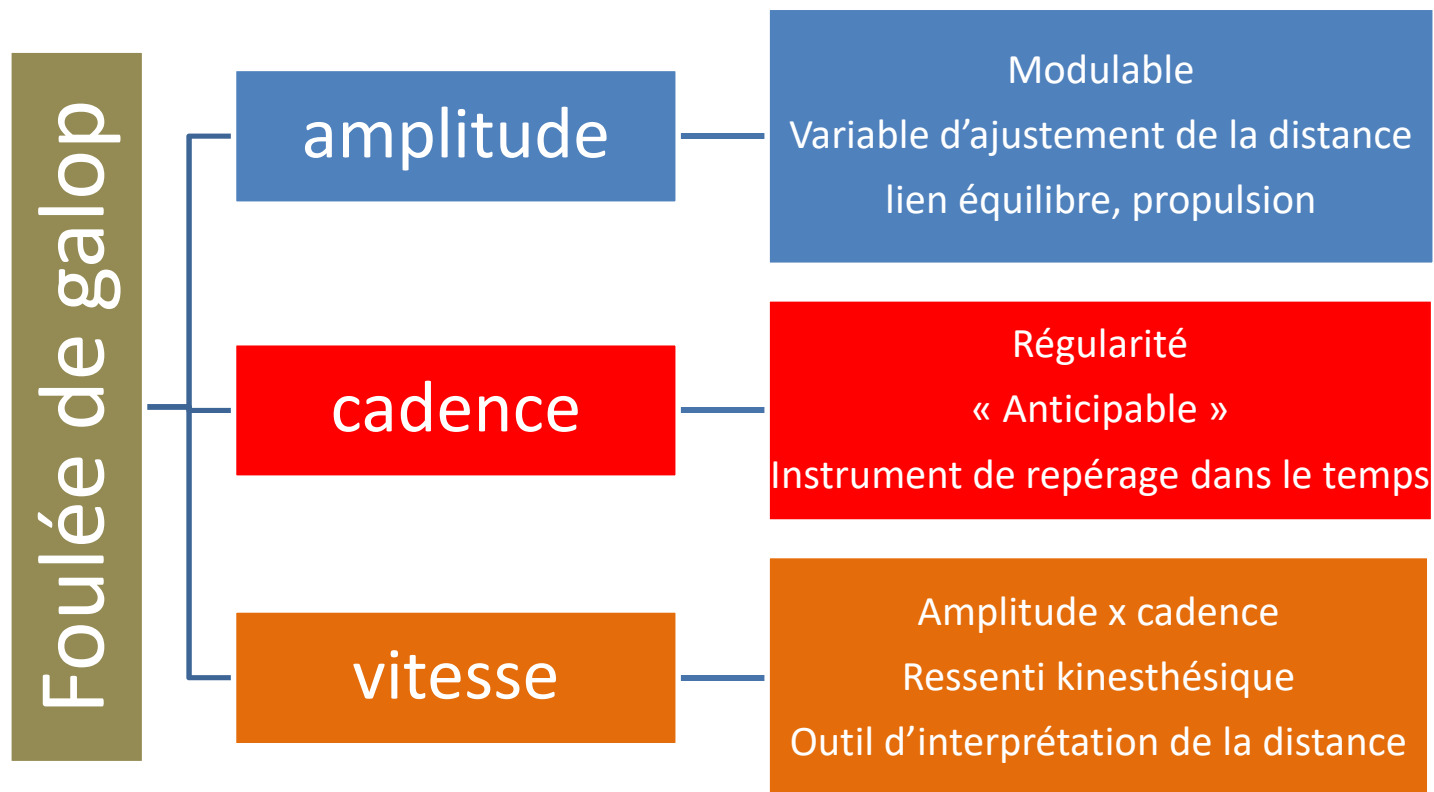 Foulée de galop
amplitude
Modulable
Variable d’ajustement de la distance
lien équilibre, propulsion
cadence
Régularité
« Anticipable »
Instrument de repérage dans le temps
vitesse
Amplitude x cadence
Ressenti kinesthésique
Outil d’interprétation de la distance